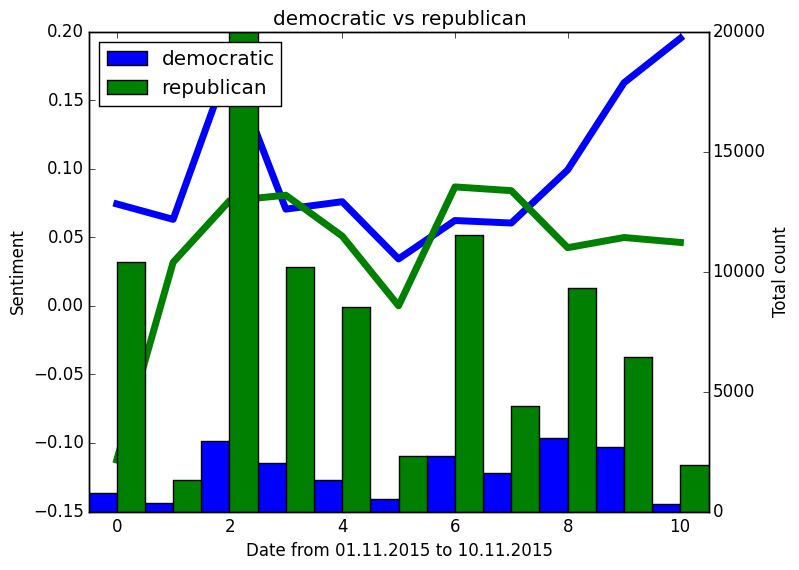 democratic vs republican
democratic
republican
0.20
0.15
0.10
0.05
0.00
−0.05
−0.10
−0.15
Sentiment
20000
15000
10000
5000
0
Total count
0 2 4 6 8 10
Date from 01.11.2015 to 10.11.2015